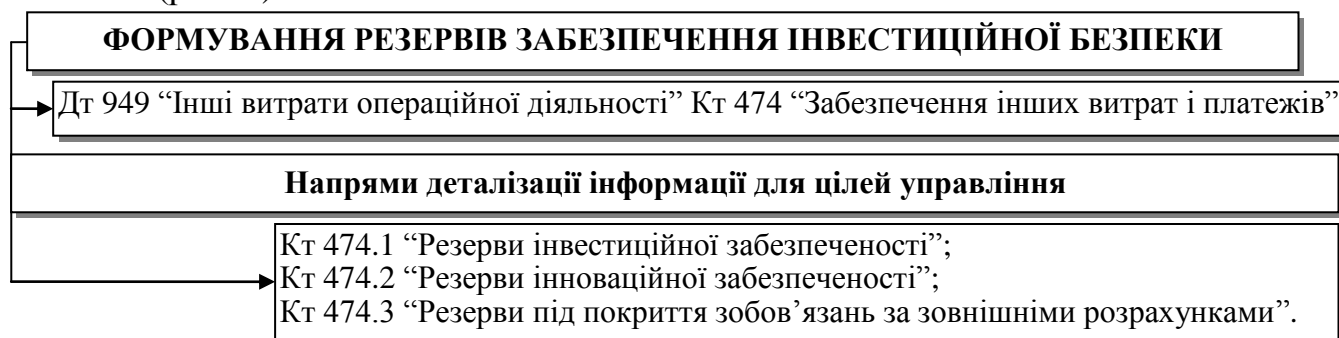 ФОРМУВАННЯ РЕЗЕРВІВ ЗАБЕЗПЕЧЕННЯ ІНВЕСТИЦІЙНОЇ БЕЗПЕКИ
Дт 949 “Інші витрати операційної діяльності” Кт 474 “Забезпечення інших витрат і платежів”
Напрями деталізації інформації для цілей управління
Кт 474.1 “Резерви інвестиційної забезпеченості”;
Кт 474.2 “Резерви інноваційної забезпеченості”;
Кт 474.3 “Резерви під покриття зобов’язань за зовнішніми розрахунками”.